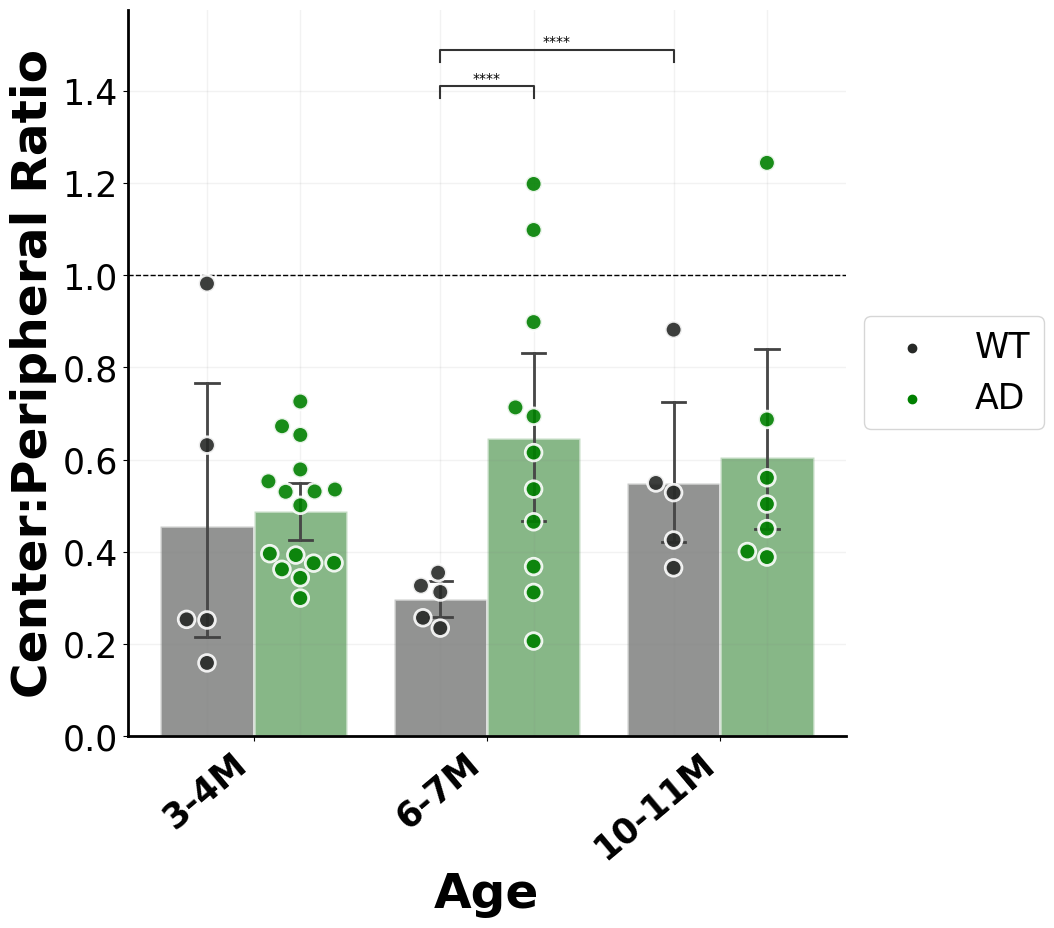 Center:Peripheral Ratio
1.4
1.2
1.0
0.8
0.6
0.4
0.2
0.0
****
****
3-4M
6-7M
10-11M
Age
WT
AD